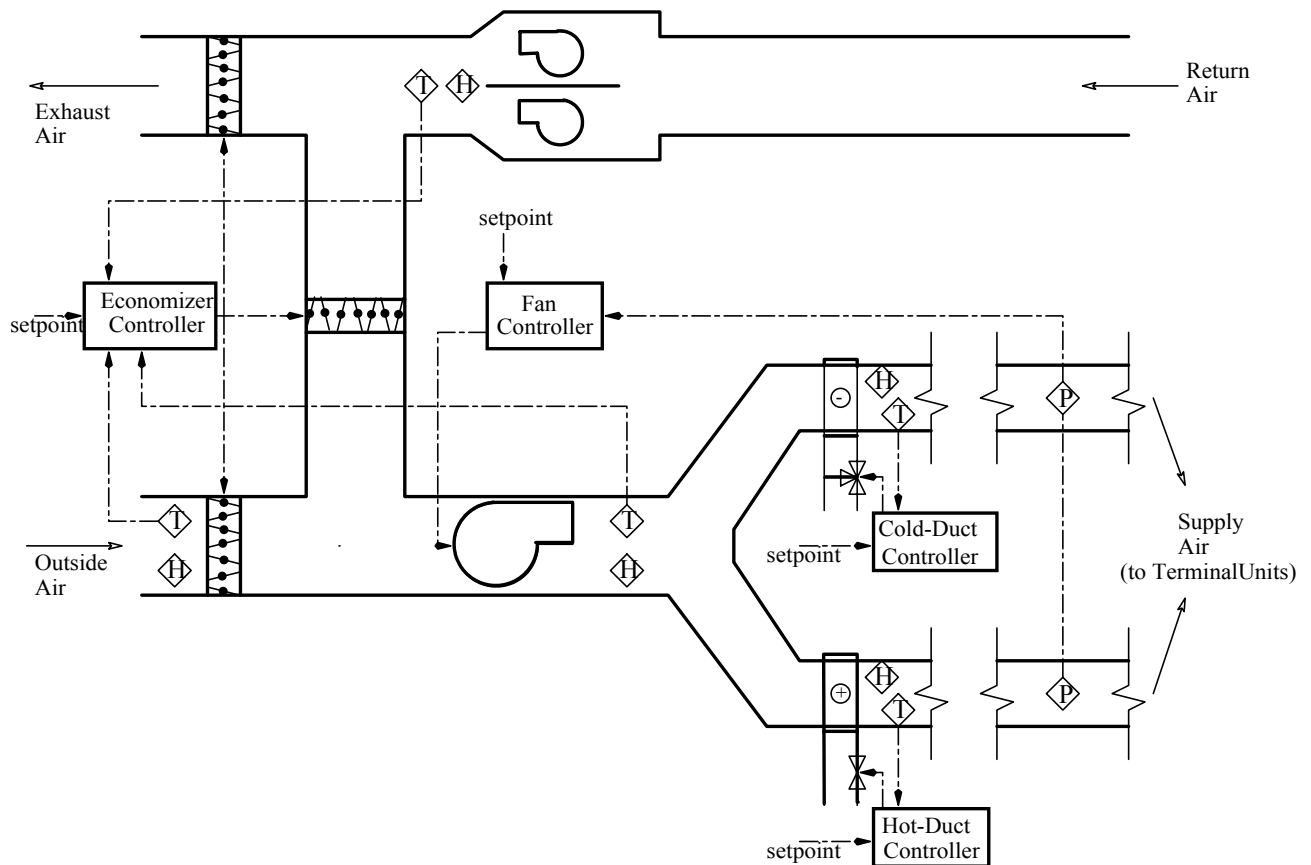 T
H
Return
Air
Exhaust
Air
setpoint
Economizer
Controller
setpoint
Fan
Controller
H
T
-
P
T
H
Outside
Air
T
H
Cold-Duct
Controller
setpoint
Supply
Air
(to TerminalUnits)
H
T
+
P
Hot-Duct
Controller
setpoint